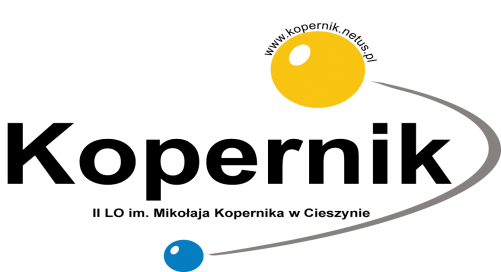 www.kopernik.netus.pl
Kopernik
II LO im. Mikołaja Kopernika w Cieszynie